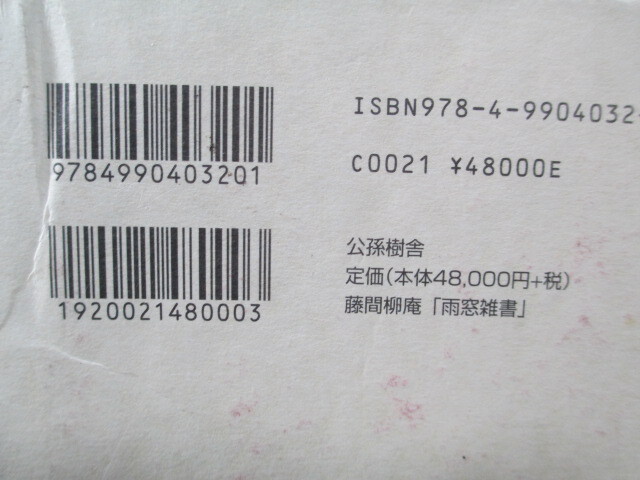 9784990403201
ISBN978-4-9904032-
C0021 ¥48000E
1920021480003
公孫樹舎
定価(本体48,000円+税)
藤間柳庵「雨窓雑書」